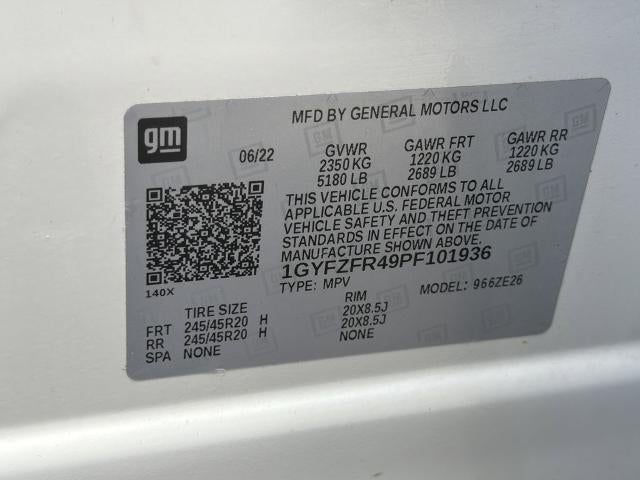 MFD BY GENERAL MOTORS LLC
gm
06/22 GVWR GAWR FRT GAWR RR
2350 KG 1220 KG 1220 KG
5180 LB 2689 LB 2689 LB
THIS VEHICLE CONFORMS TO ALL
APPLICABLE U.S. FEDERAL MOTOR
VEHICLE SAFETY AND THEFT PREVENTION
STANDARDS IN EFFECT ON THE DATE OF
MANUFACTURE SHOWN ABOVE.
1GYFZFR49PF101936
140X
TYPE: MPV MODEL: 966ZE26
TIRE SIZE RIM
FRT 245/45R20 H 20X8.5J
RR 245/45R20 H 20X8.5J
SPA NONE NONE